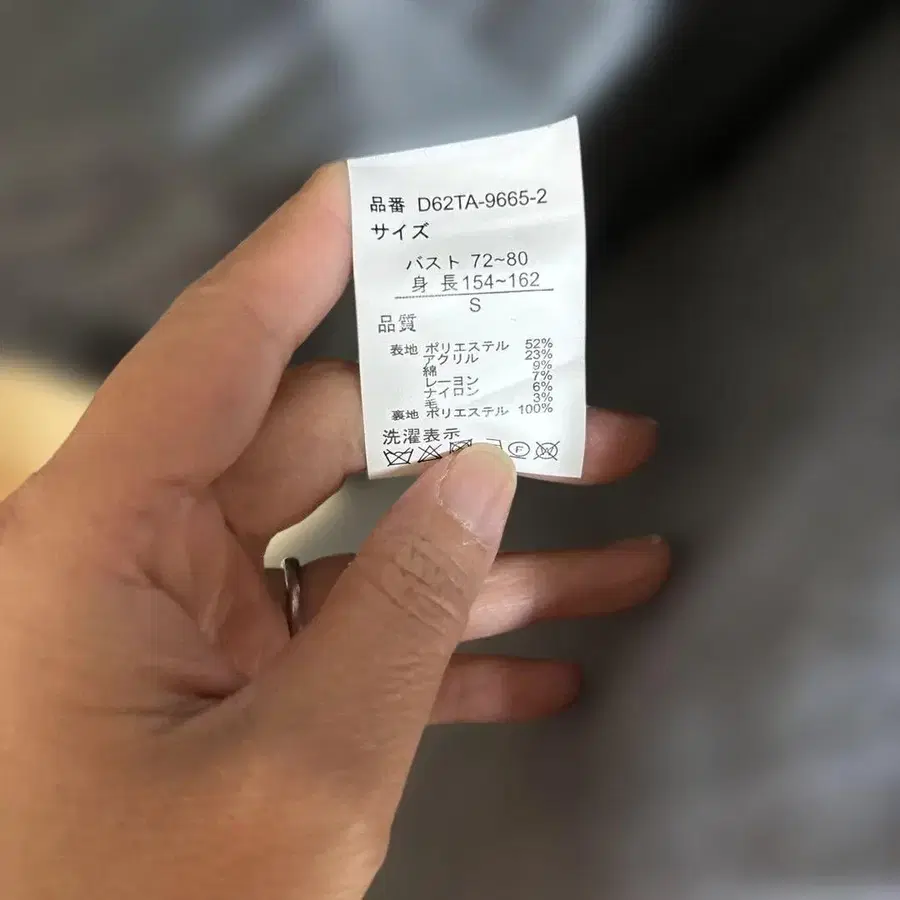 品番 D62TA-9665-2
サイズ
バスト 72~80
身 長 154~162
S
品質
表地 ポリエステル 52%
アクリル 23%
綿 9%
レーヨン 7%
ナイロン 6%
毛 3%
裏地 ポリエステル 100%
洗濯表示
F W